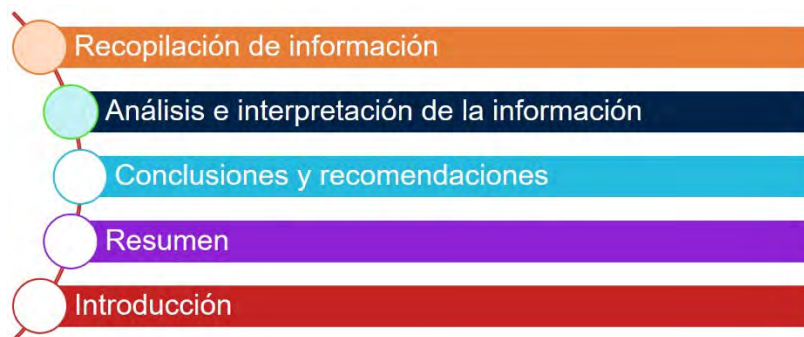 Recopilación de información
Análisis e interpretación de la información
Conclusiones y recomendaciones
Resumen
Introducción